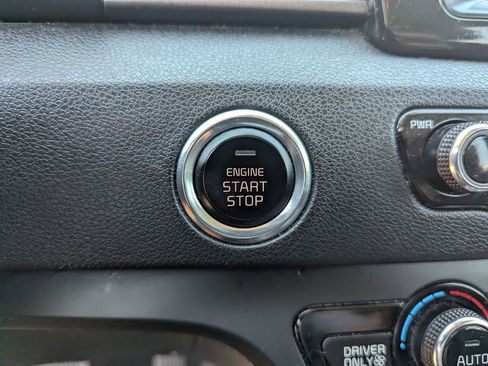 PWR
ENGINE
START
STOP
DRIVER
ONLY
AUTO